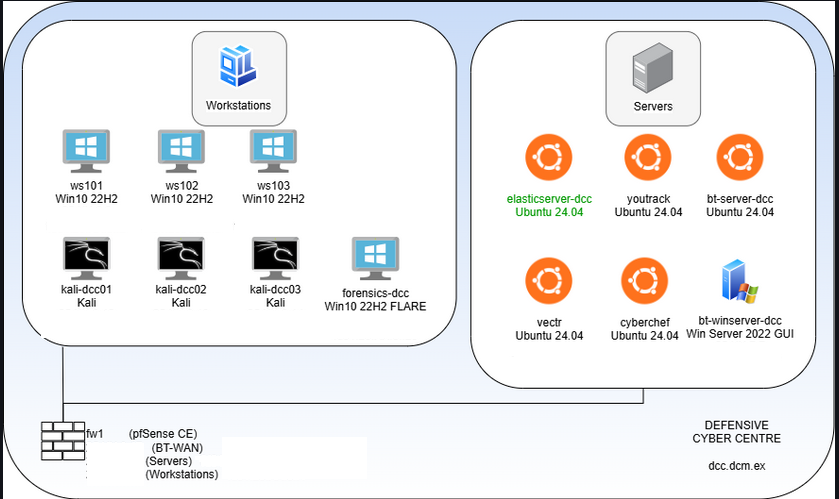 Workstations
ws101
Win10 22H2
ws102
Win10 22H2
ws103
Win10 22H2
kali-dcc01
Kali
kali-dcc02
Kali
kali-dcc03
Kali
forensics-dcc
Win10 22H2 FLARE
Servers
elasticserver-dcc
Ubuntu 24.04
youtrack
Ubuntu 24.04
bt-server-dcc
Ubuntu 24.04
vectr
Ubuntu 24.04
cyberchef
Ubuntu 24.04
bt-winserver-dcc
Win Server 2022 GUI
fw1 (pfSense CE)
(BT-WAN)
(Servers)
(Workstations)
DEFENSIVE
CYBER CENTRE
dcc.dcm.ex